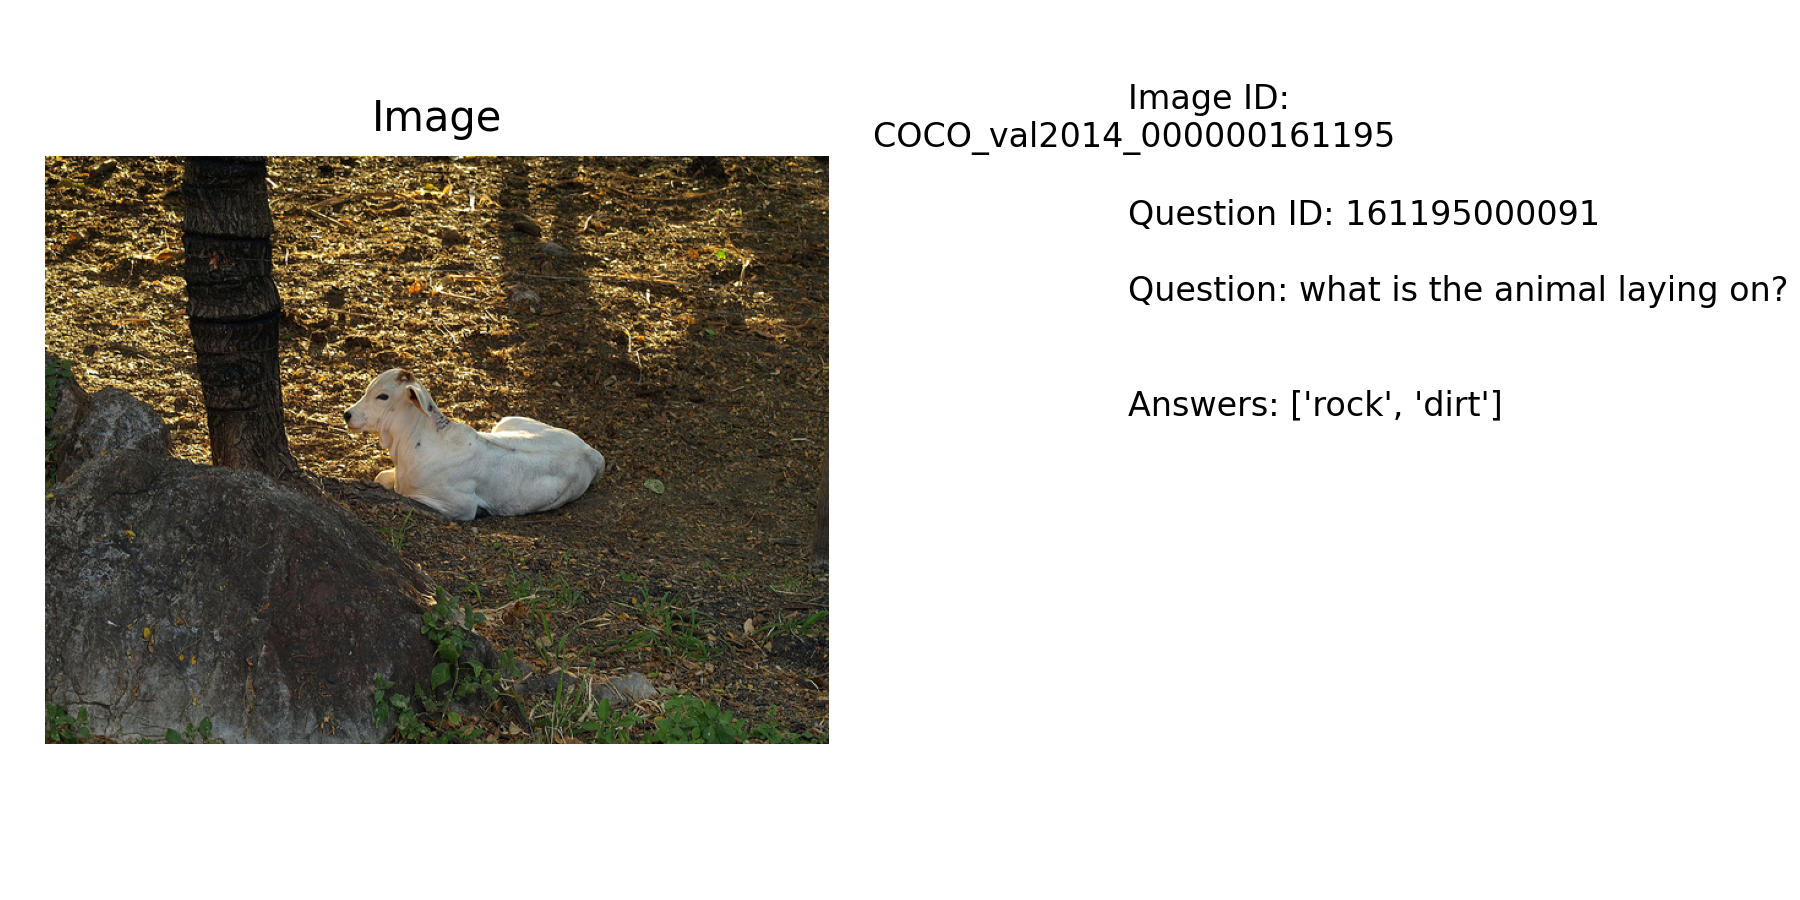 Image
Image ID:
COCO_val2014_000000161195
Question ID: 161195000091
Question: what is the animal laying on?
Answers: ['rock', 'dirt']